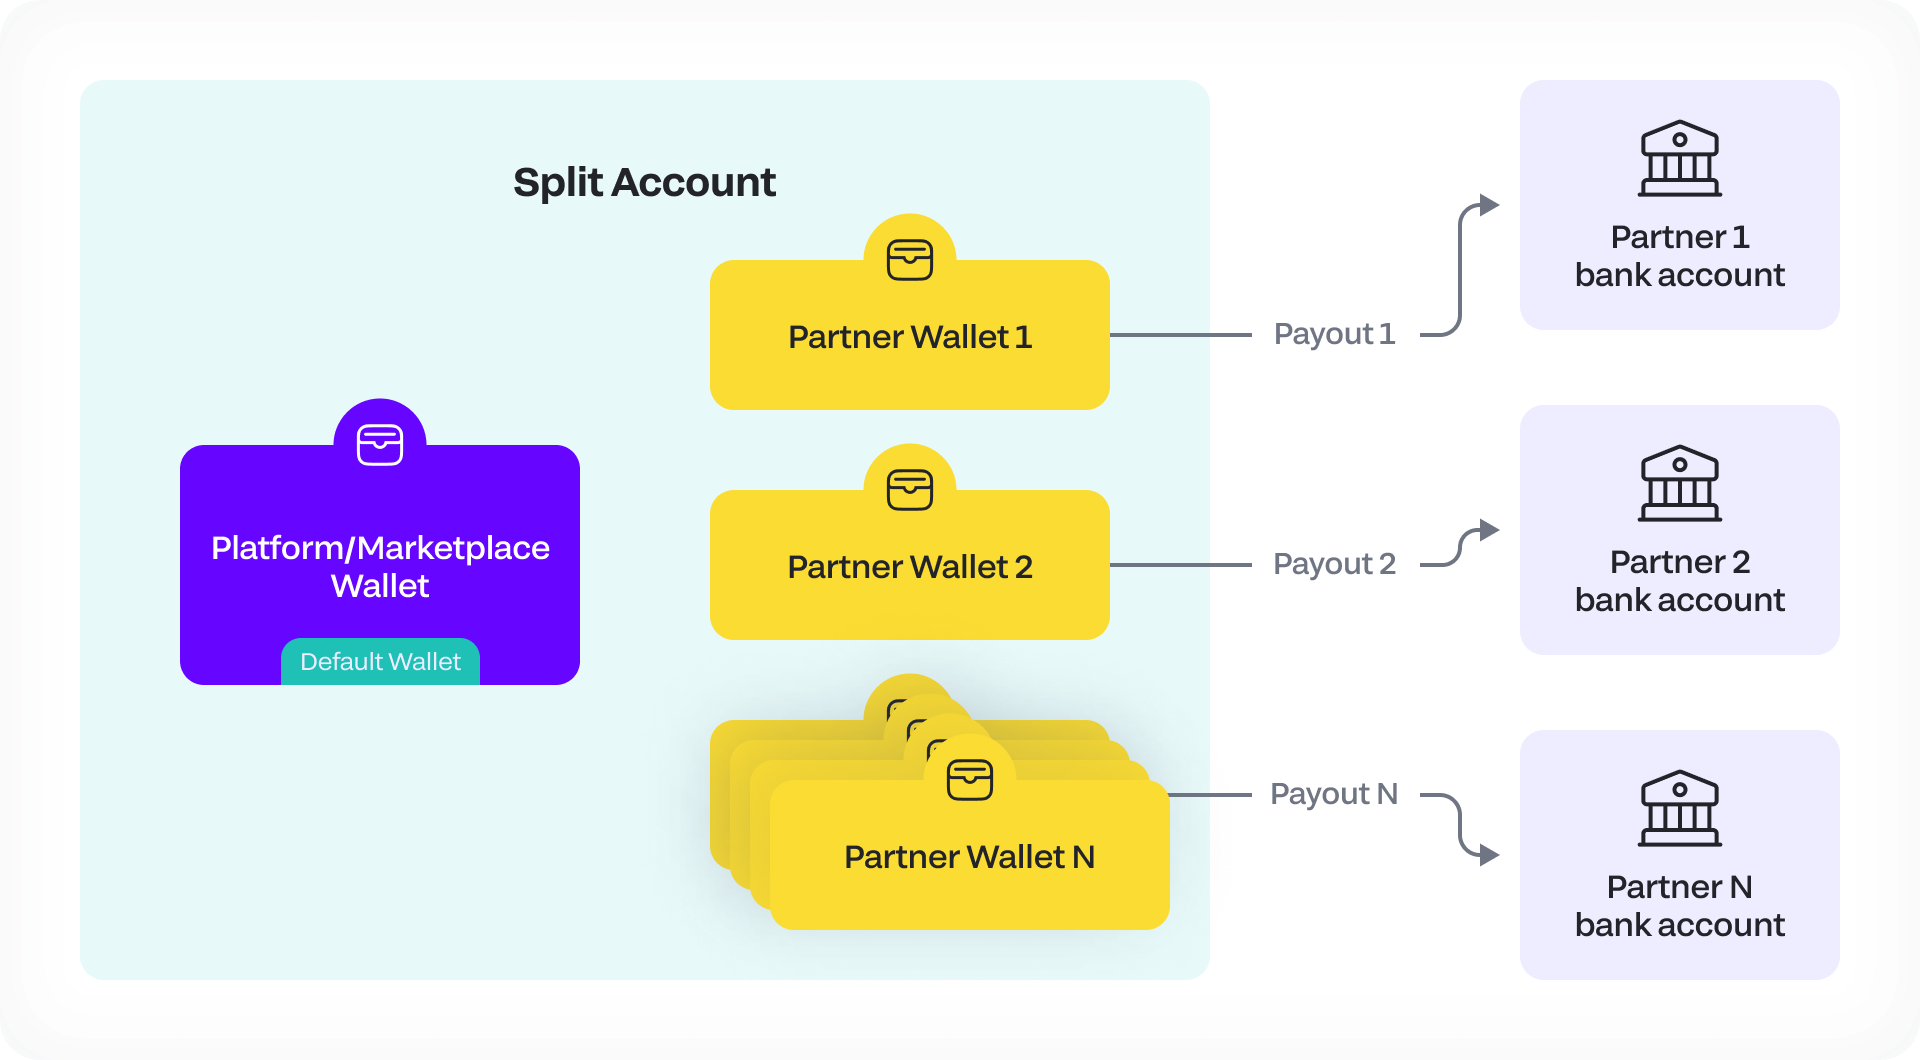 Split Account
Partner Wallet 1
Payout 1
Partner 1
bank account
Platform/Marketplace
Wallet
Default Wallet
Partner Wallet 2
Payout 2
Partner 2
bank account
Partner Wallet N
Payout N
Partner N
bank account